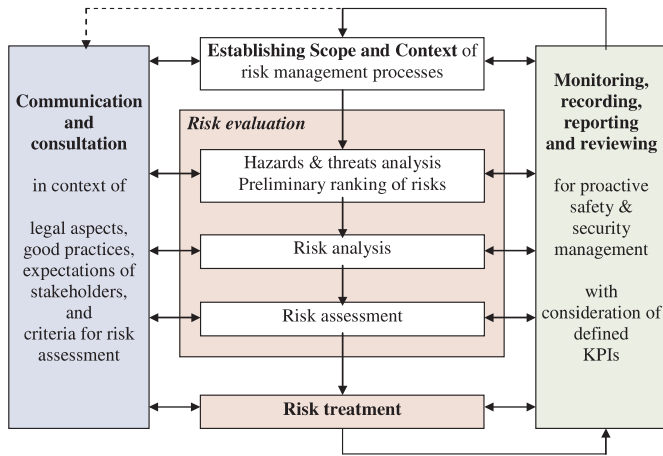 Establishing Scope and Context of
risk management processes
Communication
and
consultation
in context of
legal aspects,
good practices,
expectations of
stakeholders,
and
criteria for risk
assessment
Risk evaluation
Hazards & threats analysis
Preliminary ranking of risks
Risk analysis
Risk assessment
Risk treatment
Monitoring,
recording,
reporting
and reviewing
for proactive
safety &
security
management
with
consideration of
defined
KPIs